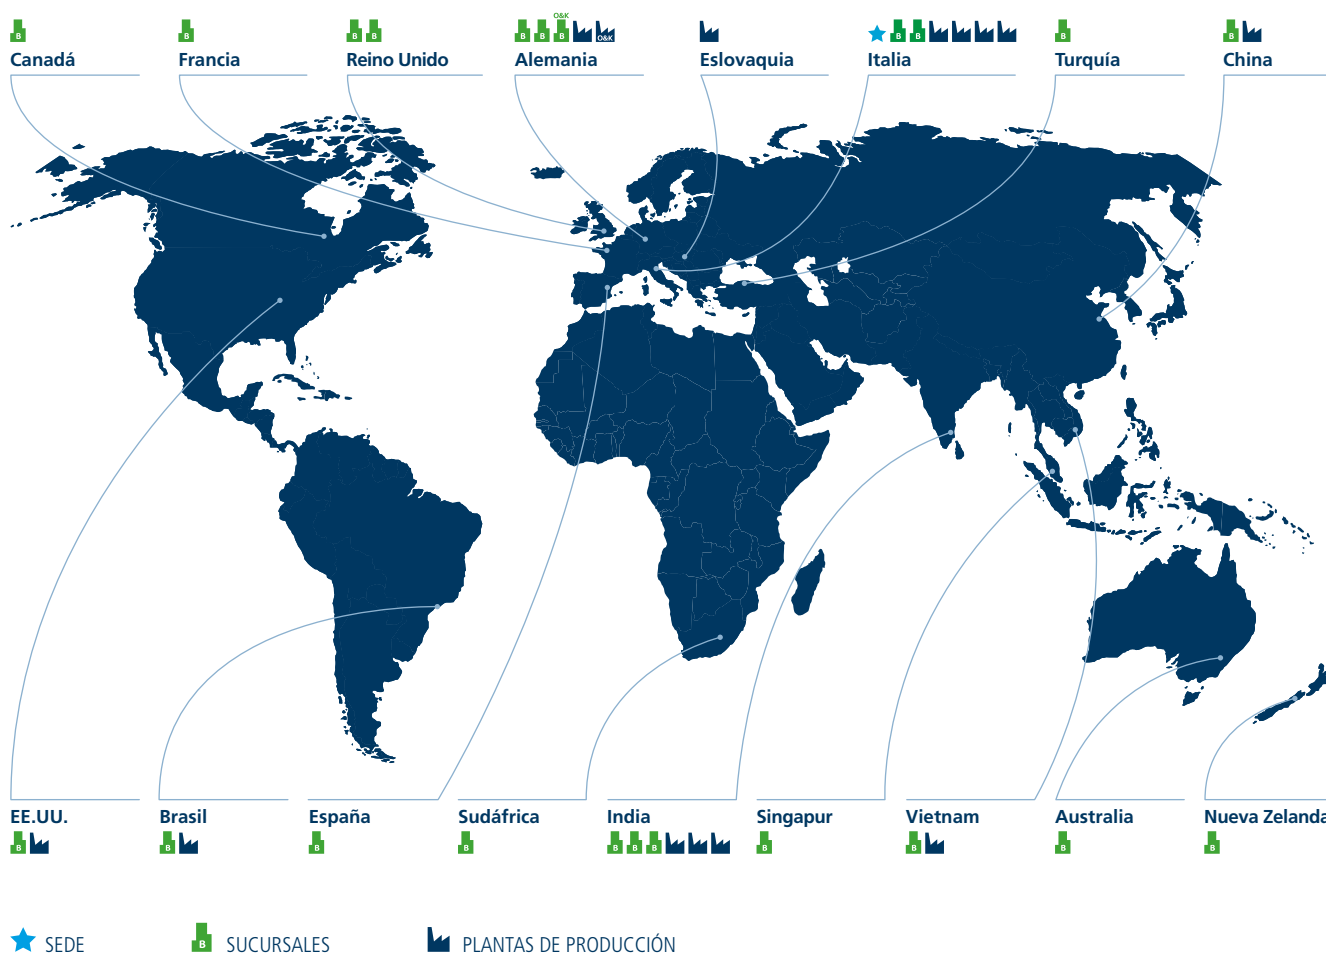 O&K
B B B B B B B B B B B
O&K
Canadá Francia Reino Unido Alemania Eslovaquia Italia Turquía China
EE.UU. Brasil España Sudáfrica India Singapur Vietnam Australia Nueva Zelanda
B B B B B B B B B B B
SEDE B SUCURSALES PLANTAS DE PRODUCCIÓN